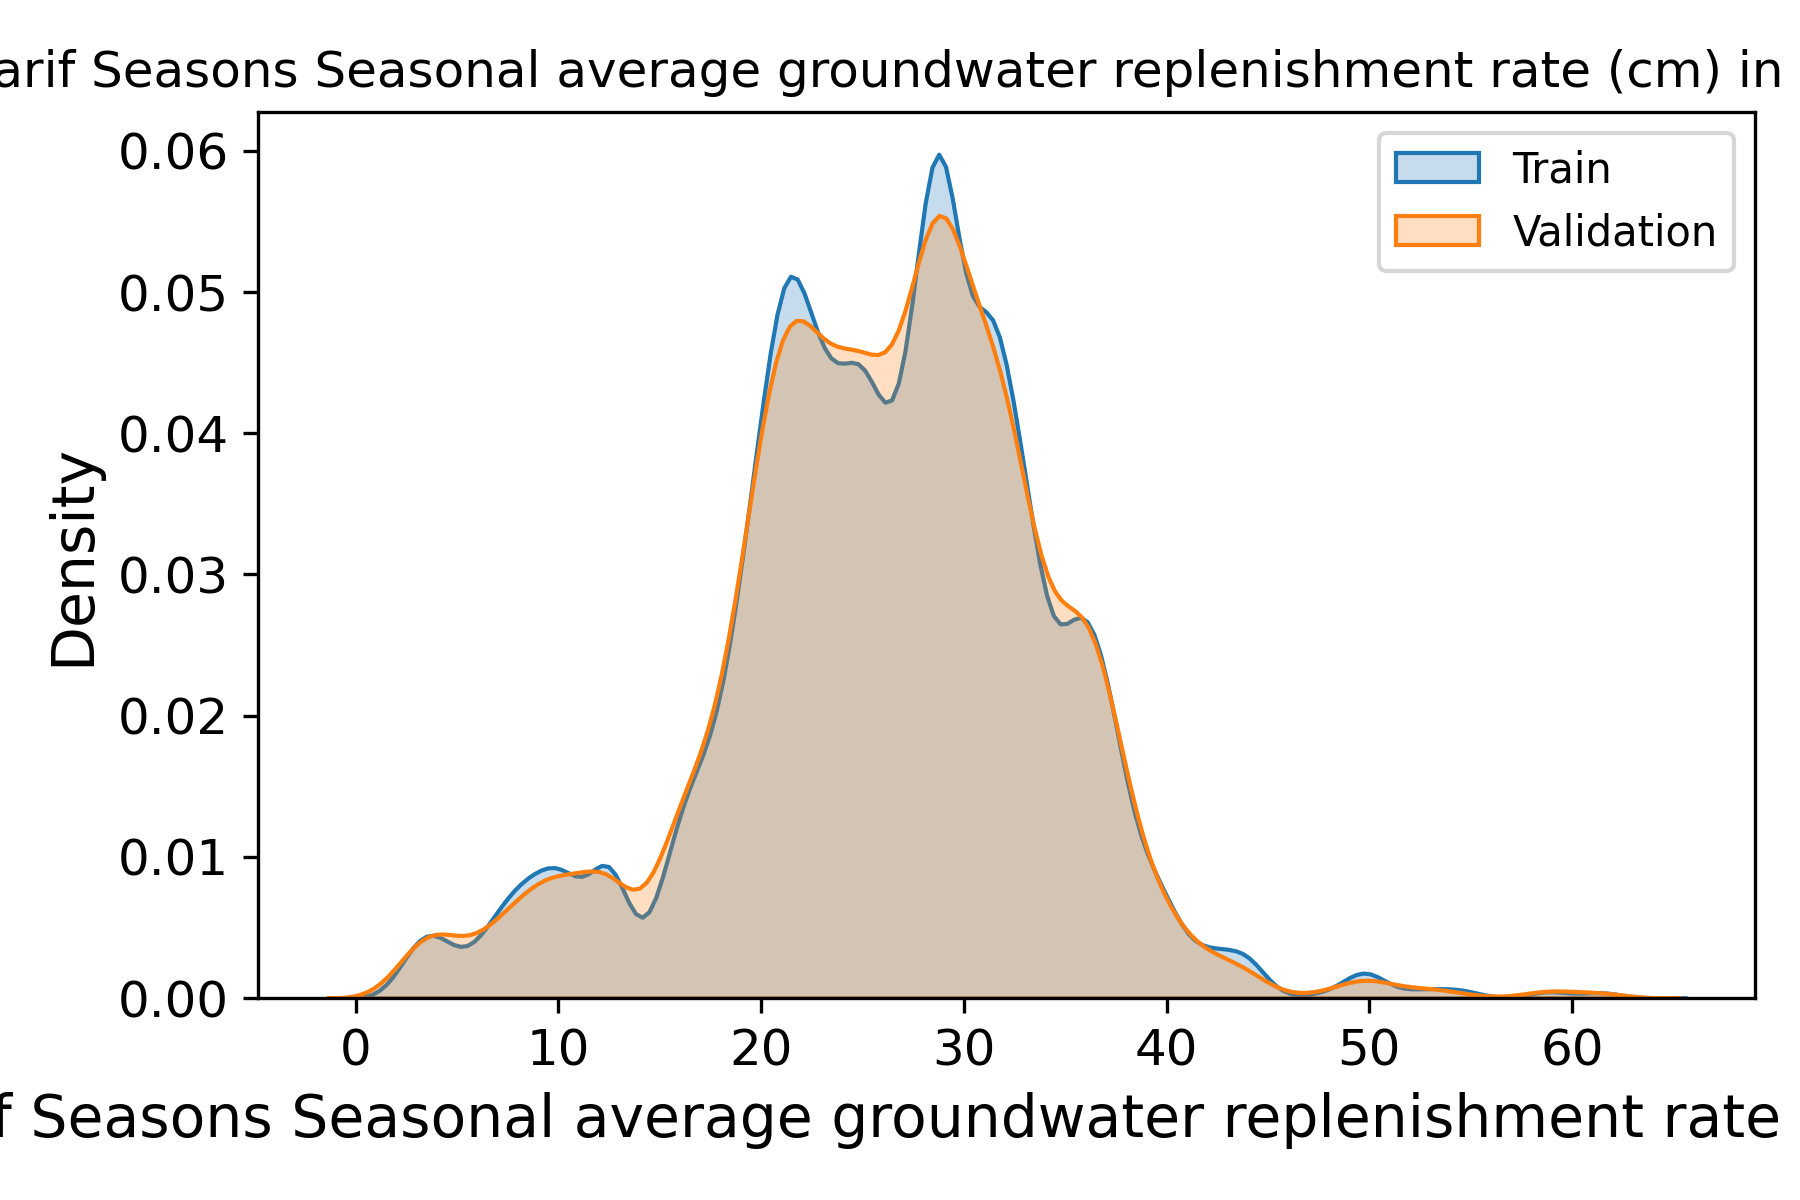 arif Seasons Seasonal average groundwater replenishment rate (cm) in
Train
Validation
Density
0.06
0.05
0.04
0.03
0.02
0.01
0.00
0 10 20 30 40 50 60
f Seasons Seasonal average groundwater replenishment rate